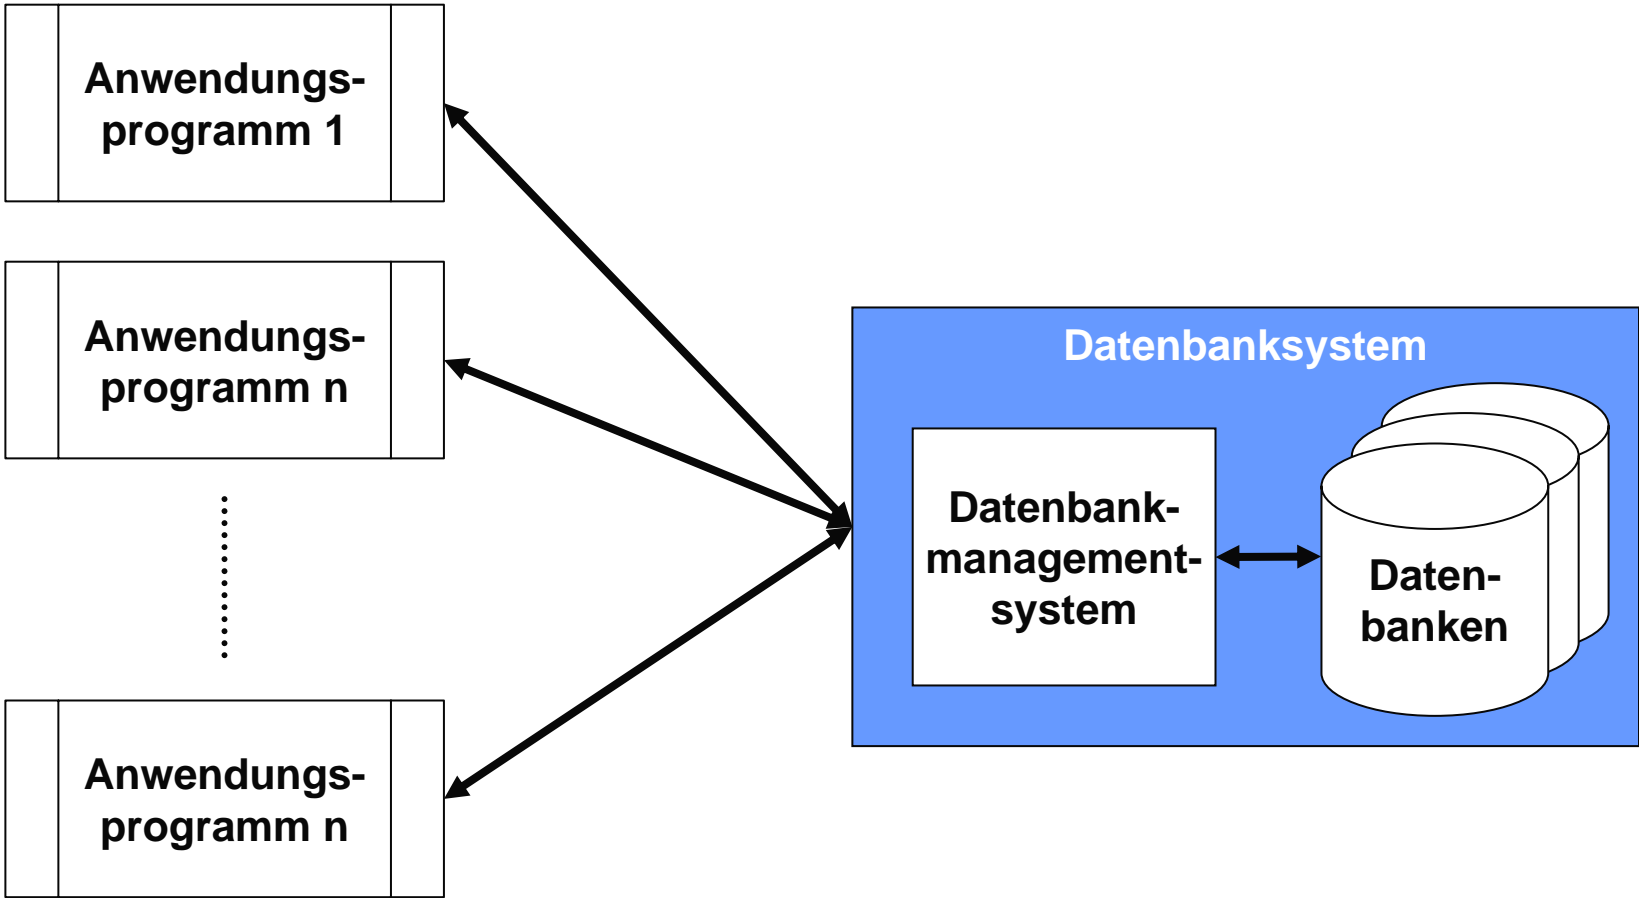 Anwendungs-
programm 1
Anwendungs-
programm n
Anwendungs-
programm n
Datenbanksystem
Datenbank-
management-
system
Daten-
banken